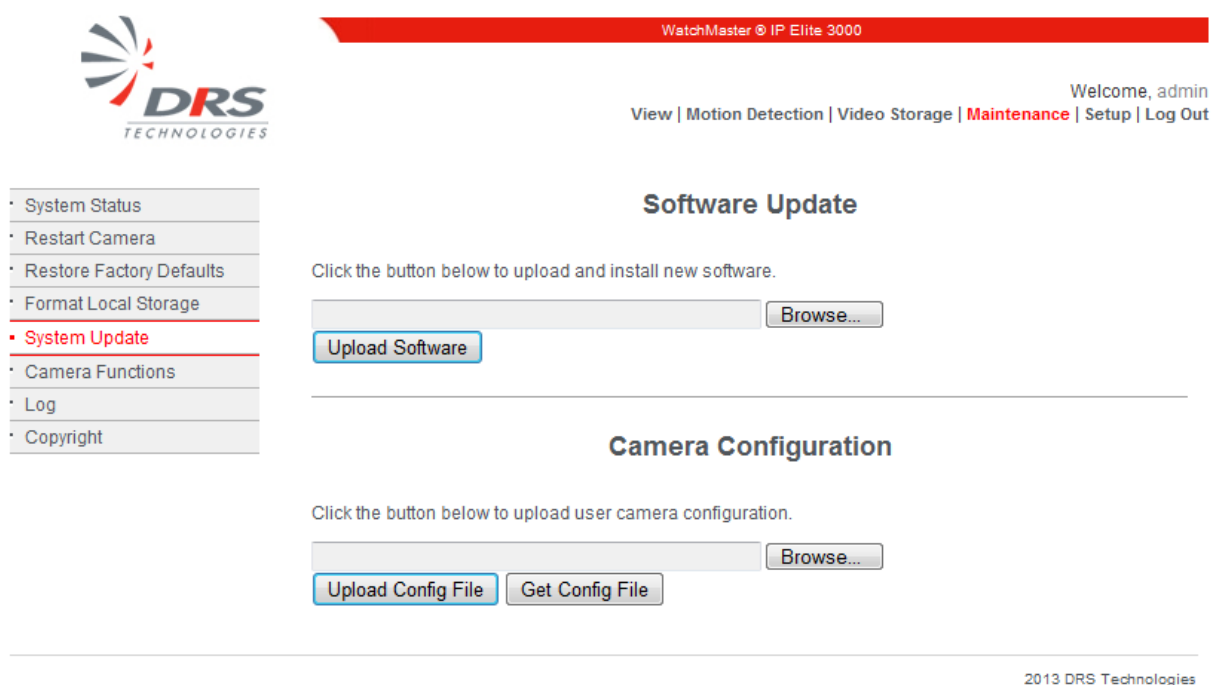 WatchMaster ® IP Elite 3000
DRS
TECHNOLOGIES
Welcome, admin
View | Motion Detection | Video Storage | Maintenance | Setup | Log Out
System Status
Restart Camera
Restore Factory Defaults
Format Local Storage
System Update
Camera Functions
Log
Copyright
Software Update
Click the button below to upload and install new software.
Browse...
Upload Software
Camera Configuration
Click the button below to upload user camera configuration.
Browse...
Upload Config File Get Config File
2013 DRS Technologies